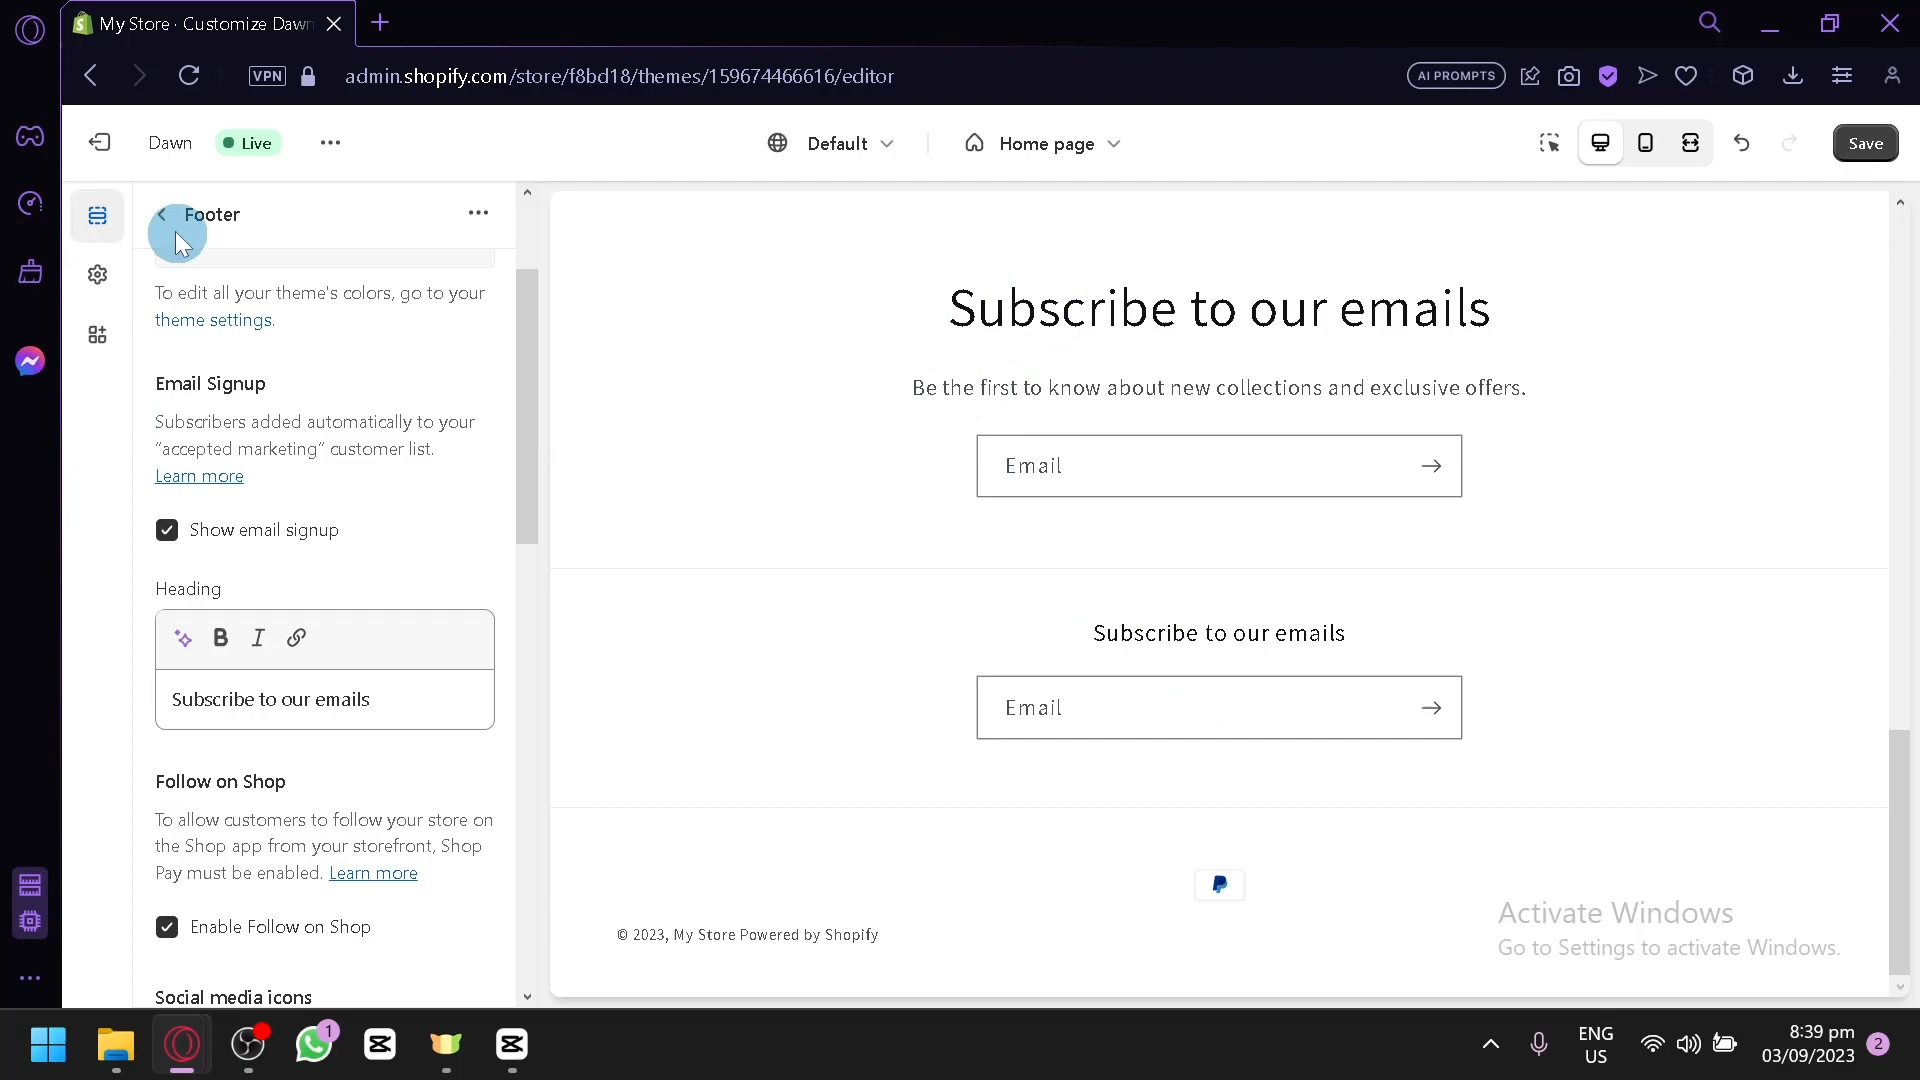 My Store · Customize Dawn
VPN
admin.shopify.com/store/f8bd18/themes/159674466616/editor
AI PROMPTS
Dawn
Live
Default
Home page
Save
Footer
To edit all your theme's colors, go to your
theme settings.
Email Signup
Subscribers added automatically to your
“accepted marketing” customer list.
Learn more
Show email signup
Heading
B I
Subscribe to our emails
Follow on Shop
To allow customers to follow your store on
the Shop app from your storefront, Shop
Pay must be enabled. Learn more
Enable Follow on Shop
Social media icons
Subscribe to our emails
Be the first to know about new collections and exclusive offers.
Email
Subscribe to our emails
Email
© 2023, My Store Powered by Shopify
Activate Windows
Go to Settings to activate Windows.
1
ENG
US
8:39 pm
03/09/2023
2